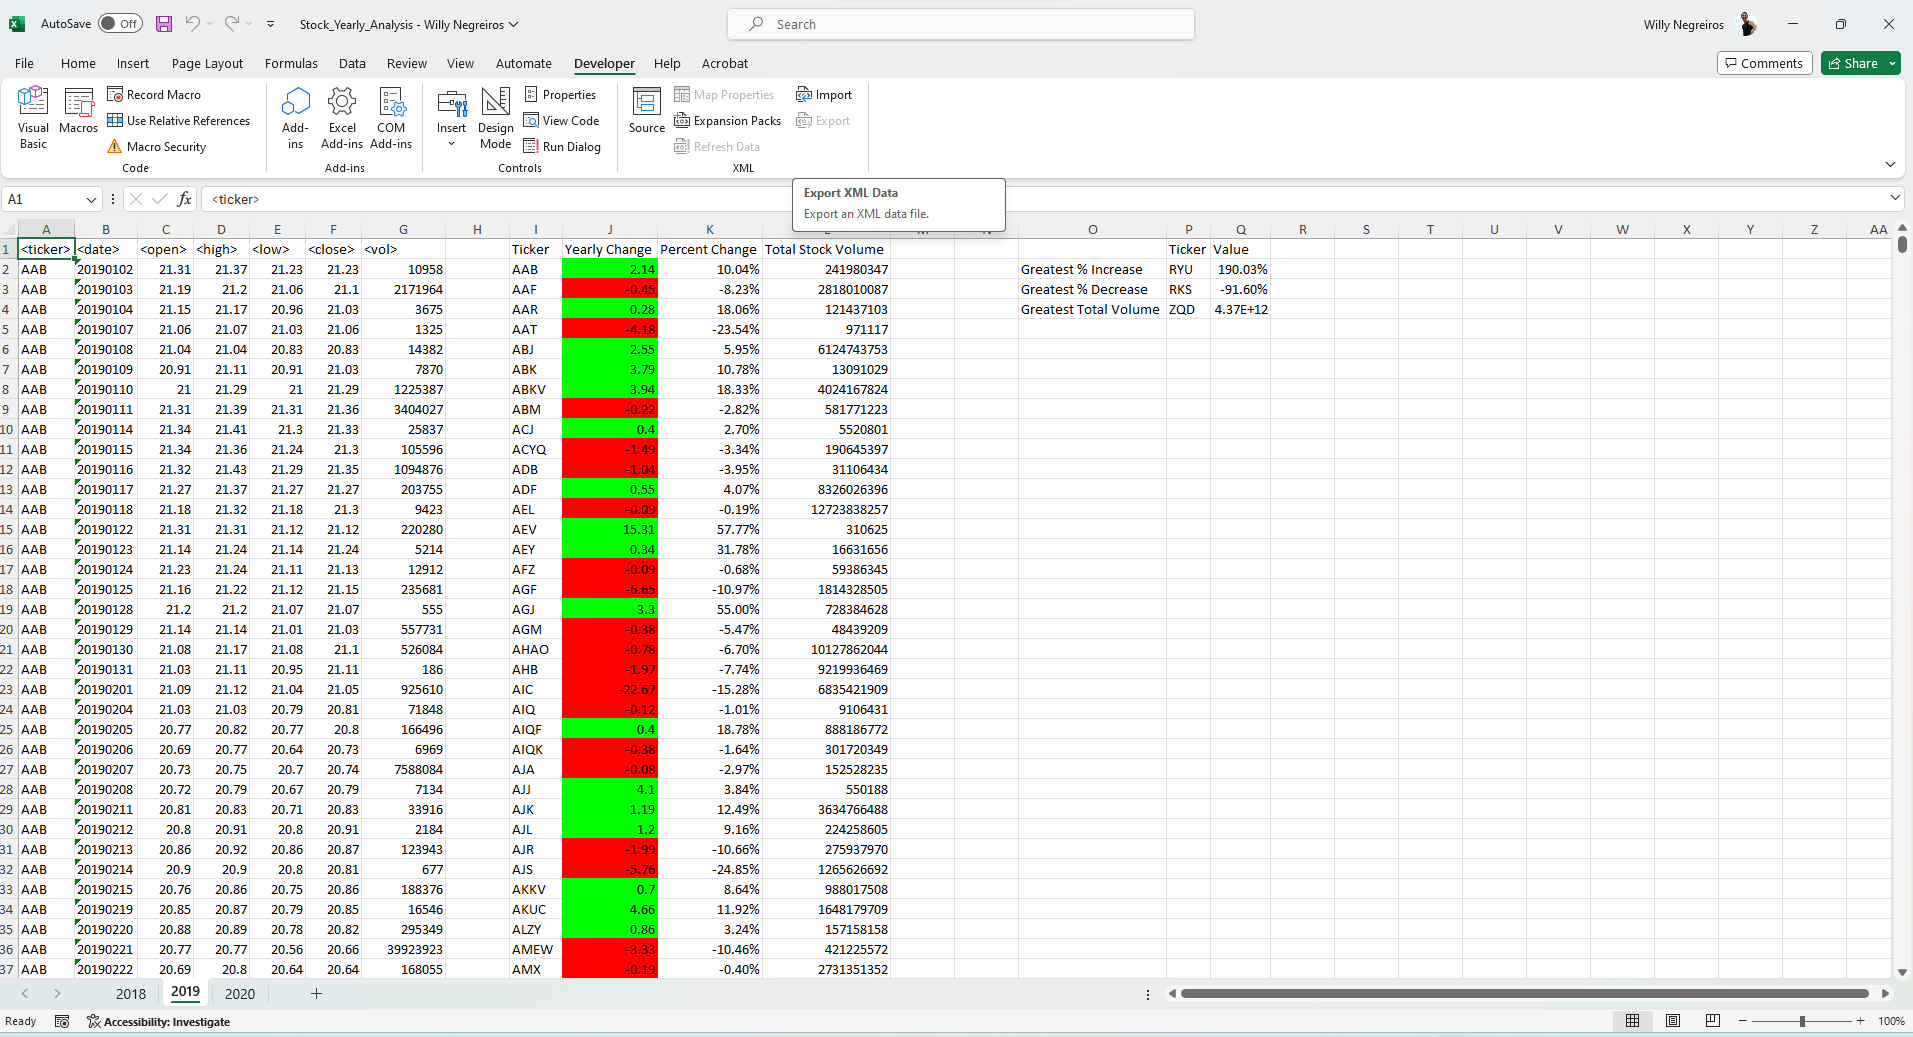 AutoSave Off Stock_Yearly_Analysis - Willy Negreiros Search Willy Negreiros
File Home Insert Page Layout Formulas Data Review View Automate Developer Help Acrobat Comments Share
Visual Basic Macros Record Macro Use Relative References Macro Security Code
Add-ins Excel Add-ins COM Add-ins Add-ins
Insert Design Mode Properties View Code Run Dialog Controls
Source Map Properties Expansion Packs Refresh Data Import Export XML
A1 fx <ticker>
Export XML Data
Export an XML data file.
A B C D E F G H I J K L M N O P Q R S T U V W X Y Z AA
1 <ticker> <date> <open> <high> <low> <close> <vol> Ticker Yearly Change Percent Change Total Stock Volume Ticker Value
2 AAB 20190102 21.31 21.37 21.23 21.23 10958 AAB 2.14 10.04% 241980347 Greatest % Increase RYU 190.03%
3 AAB 20190103 21.19 21.2 21.06 21.1 2171964 AAF -0.45 -8.23% 2818010087 Greatest % Decrease RKS -91.60%
4 AAB 20190104 21.15 21.17 20.96 21.03 3675 AAR 0.28 18.06% 121437103 Greatest Total Volume ZQD 4.37E+12
5 AAB 20190107 21.06 21.07 21.03 21.06 1325 AAT -4.18 -23.54% 971117
6 AAB 20190108 21.04 21.04 20.83 20.83 14382 ABJ 2.55 5.95% 6124743753
7 AAB 20190109 20.91 21.11 20.91 21.03 7870 ABK 3.79 10.78% 13091029
8 AAB 20190110 21 21.29 21 21.29 1225387 ABKV 3.94 18.33% 4024167824
9 AAB 20190111 21.31 21.39 21.31 21.36 3404027 ABM -0.22 -2.82% 581771223
10 AAB 20190114 21.34 21.41 21.3 21.33 25837 ACJ 0.4 2.70% 5520801
11 AAB 20190115 21.34 21.36 21.24 21.3 105596 ACYQ -1.49 -3.34% 190645397
12 AAB 20190116 21.32 21.43 21.29 21.35 1094876 ADB -1.04 -3.95% 31106434
13 AAB 20190117 21.27 21.37 21.27 21.27 203755 ADF 0.55 4.07% 8326026396
14 AAB 20190118 21.18 21.32 21.18 21.3 9423 AEL -0.09 -0.19% 12723838257
15 AAB 20190122 21.31 21.31 21.12 21.12 220280 AEV 15.31 57.77% 310625
16 AAB 20190123 21.14 21.24 21.14 21.24 5214 AEY 0.34 31.78% 16631656
17 AAB 20190124 21.23 21.24 21.11 21.13 12912 AFZ -0.09 -0.68% 59386345
18 AAB 20190125 21.16 21.22 21.12 21.15 235681 AGF -6.65 -10.97% 1814328505
19 AAB 20190128 21.2 21.2 21.07 21.07 555 AGJ 3.3 55.00% 728384628
20 AAB 20190129 21.14 21.14 21.01 21.03 557731 AGM -0.38 -5.47% 48439209
21 AAB 20190130 21.08 21.17 21.08 21.1 526084 AHAO -0.78 -6.70% 10127862044
22 AAB 20190131 21.03 21.11 20.95 21.11 186 AHB -1.97 -7.74% 9219936469
23 AAB 20190201 21.09 21.12 21.04 21.05 925610 AIC -22.67 -15.28% 6835421909
24 AAB 20190204 21.03 21.03 20.79 20.81 71848 AIQ -0.12 -1.01% 9106431
25 AAB 20190205 20.77 20.82 20.77 20.8 166496 AIQF 0.4 18.78% 888186772
26 AAB 20190206 20.69 20.77 20.64 20.73 6969 AIQK -0.38 -1.64% 301720349
27 AAB 20190207 20.73 20.75 20.7 20.74 7588084 AJA -0.08 -2.97% 152528235
28 AAB 20190208 20.72 20.79 20.67 20.79 7134 AJJ 4.1 3.84% 550188
29 AAB 20190211 20.81 20.83 20.71 20.83 33916 AJK 1.19 12.49% 3634766488
30 AAB 20190212 20.8 20.91 20.8 20.91 2184 AJL 1.2 9.16% 224258605
31 AAB 20190213 20.86 20.92 20.86 20.87 123943 AJR -1.99 -10.66% 275937970
32 AAB 20190214 20.9 20.9 20.8 20.81 677 AJS -5.76 -24.85% 1265626692
33 AAB 20190215 20.76 20.86 20.75 20.86 188376 AKKV 0.7 8.64% 988017508
34 AAB 20190219 20.85 20.87 20.79 20.85 16546 AKUC 4.66 11.92% 1648179709
35 AAB 20190220 20.88 20.89 20.78 20.82 295349 ALZY 0.86 3.24% 157158158
36 AAB 20190221 20.77 20.77 20.56 20.66 39923923 AMEW -3.33 -10.46% 421225572
37 AAB 20190222 20.69 20.8 20.64 20.64 168055 AMX -0.19 -0.40% 2731351352
2018 2019 2020
Ready Accessibility: Investigate 100%